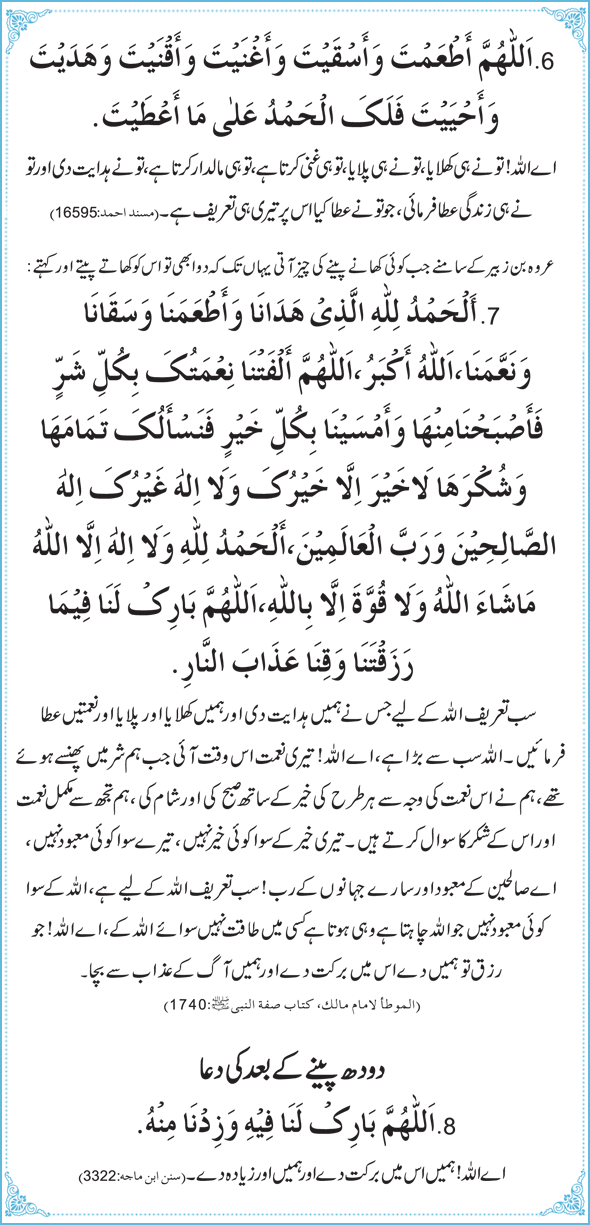 6. اَللّٰهُمَّ أَطْعَمْتَ وَأَسْقَيْتَ وَأَغْنَيْتَ وَأَقْنَيْتَ وَهَدَيْتَ
وَأَحْيَيْتَ فَلَکَ الْحَمْدُ عَلٰى مَا أَعْطَيْتَ.
اے اللہ! تو نے ہی کھلایا، تو نے ہی پلایا، تو ہی غنی کرتا ہے، تو ہی مالدار کرتا ہے، تو نے ہدایت دی اور تو
نے ہی زندگی عطا فرمائی، جو تو نے عطا کیا اس پر تیری ہی تعریف ہے۔ (مسند احمد:16595)
عروہ بن زبیر کے سامنے جب کوئی کھانے پینے کی چیز آتی یہاں تک کہ دوا بھی تو اس کو کھاتے پیتے اور کہتے:
7. أَلْحَمْدُ لِلّٰهِ الَّذِیْ هَدَانَا وَأَطْعَمَنَا وَسَقَانَا
وَنَعَّمَنَا، اَللّٰهُ أَکْبَرُ، اَللّٰهُمَّ أَلْفَتْنَا نِعْمَتُکَ بِکُلِّ شَرٍّ
فَأَصْبَحْنَامِنْهَا وَأَمْسَيْنَا بِکُلِّ خَيْرٍ فَنَسْأَلُکَ تَمَامَهَا
وَشُکْرَهَا لَاخَيْرَ اِلَّا خَيْرُکَ وَلَا اِلٰهَ غَيْرُکَ اِلٰهَ
الصَّالِحِيْنَ وَرَبَّ الْعَالَمِيْنَ، أَلْحَمْدُ لِلّٰهِ وَلَا اِلٰهَ اِلَّا اللّٰهُ
مَاشَاءَ اللّٰهُ وَلَا قُوَّةَ اِلَّا بِاللّٰهِ، اَللّٰهُمَّ بَارِکْ لَنَا فِيْمَا
رَزَقْتَنَا وَقِنَا عَذَابَ النَّارِ.
سب تعریف اللہ کے لیے جس نے ہمیں ہدایت دی اور ہمیں کھلایا اور پلایا اور نعمتیں عطا
فرمائیں۔ اللہ سب سے بڑا ہے، اے اللہ! تیری نعمت اس وقت آئی جب ہم شر میں پھنسے ہوئے
تھے، ہم نے اس نعمت کی وجہ سے ہر طرح کی خیر کے ساتھ صبح کی اور شام کی، ہم تجھ سے مکمل نعمت
اور اس کے شکر کا سوال کرتے ہیں۔ تیری خیر کے سوا کوئی خیر نہیں، تیرے سوا کوئی معبود نہیں،
اے صالحین کے معبود اور سارے جہانوں کے رب! سب تعریف اللہ کے لیے ہے، اللہ کے سوا
کوئی معبود نہیں جو اللہ چاہتا ہے وہی ہوتا ہے کسی میں طاقت نہیں سوائے اللہ کے، اے اللہ! جو
رزق تو ہمیں دے اس میں برکت دے اور ہمیں آگ کے عذاب سے بچا۔
(الموطأ لامام مالک، کتاب صفة النبی ﷺ:1740)
دودھ پینے کے بعد کی دعا
8. اَللّٰهُمَّ بَارِکْ لَنَا فِيْهِ وَزِدْنَا مِنْهُ.
اے اللہ! ہمیں اس میں برکت دے اور ہمیں اور زیادہ دے۔ (سنن ابن ماجه:3322)